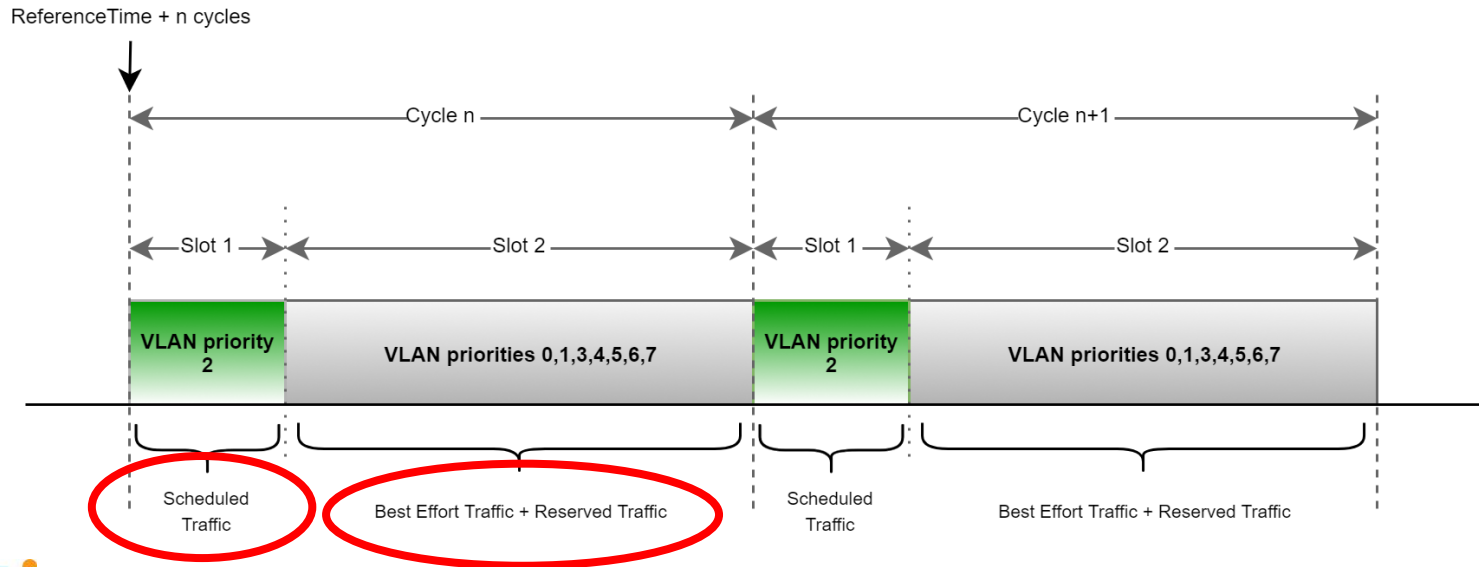 ReferenceTime + n cycles
Cycle n
Cycle n+1
Slot 1
Slot 2
Slot 1
Slot 2
VLAN priority
2
VLAN priorities 0,1,3,4,5,6,7
VLAN priority
2
VLAN priorities 0,1,3,4,5,6,7
Scheduled
Traffic
Best Effort Traffic + Reserved Traffic
Scheduled
Traffic
Best Effort Traffic + Reserved Traffic